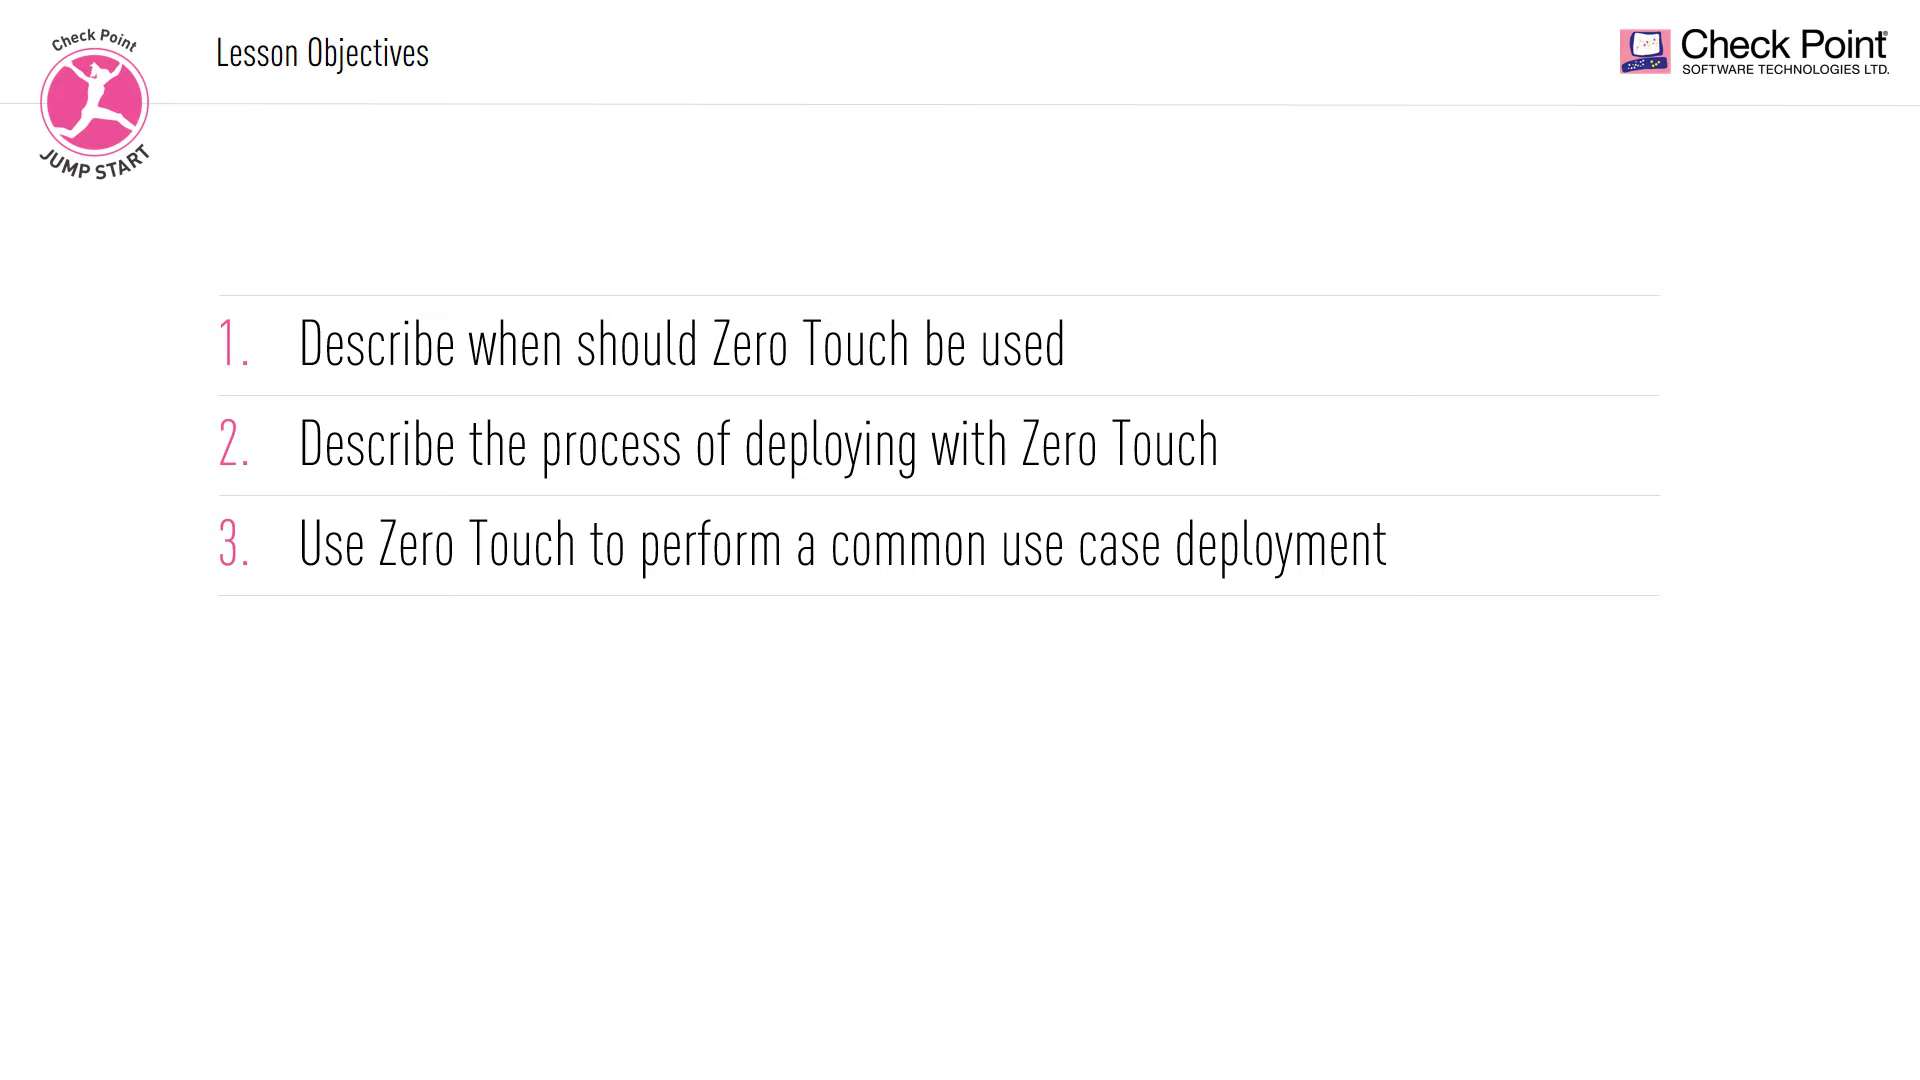 Check Point
JUMP START
Lesson Objectives
Check Point
SOFTWARE TECHNOLOGIES LTD.
1. Describe when should Zero Touch be used
2. Describe the process of deploying with Zero Touch
3. Use Zero Touch to perform a common use case deployment